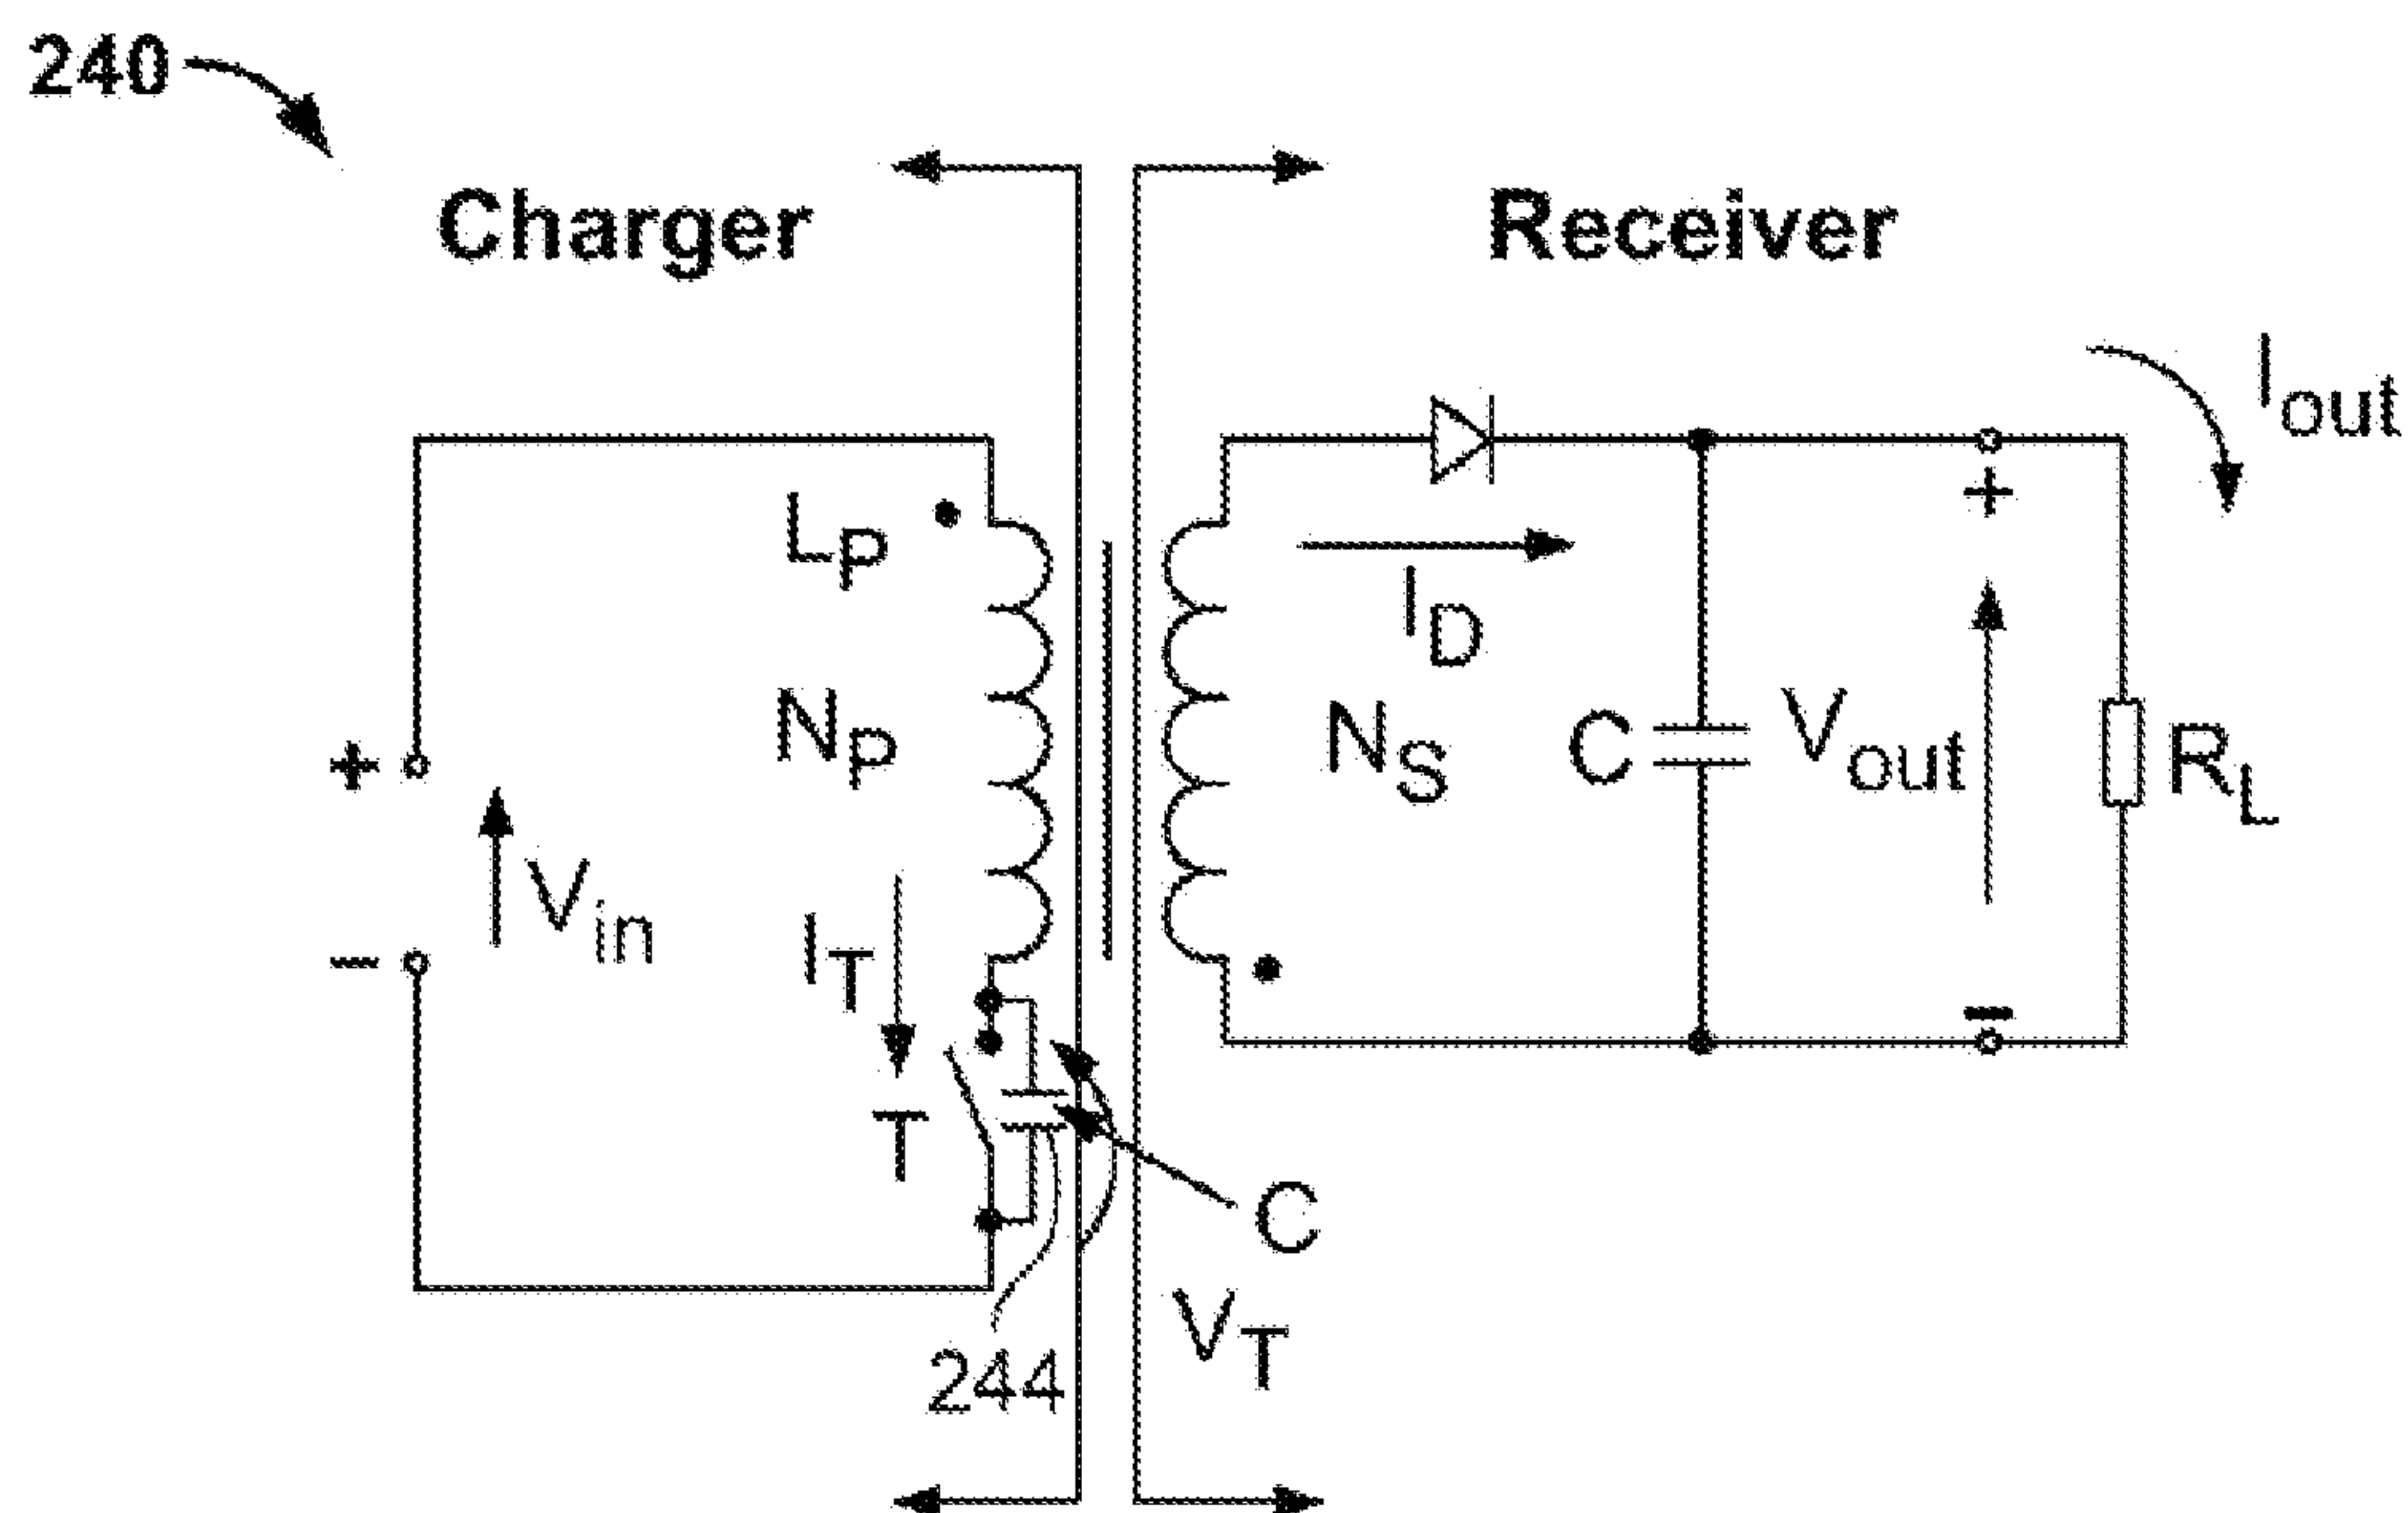 240
Charger
Receiver
Iout
LP
ID
NP
NS
C
Vout
RL
+
−
Vin
+
−
IT
T
C
VT
244